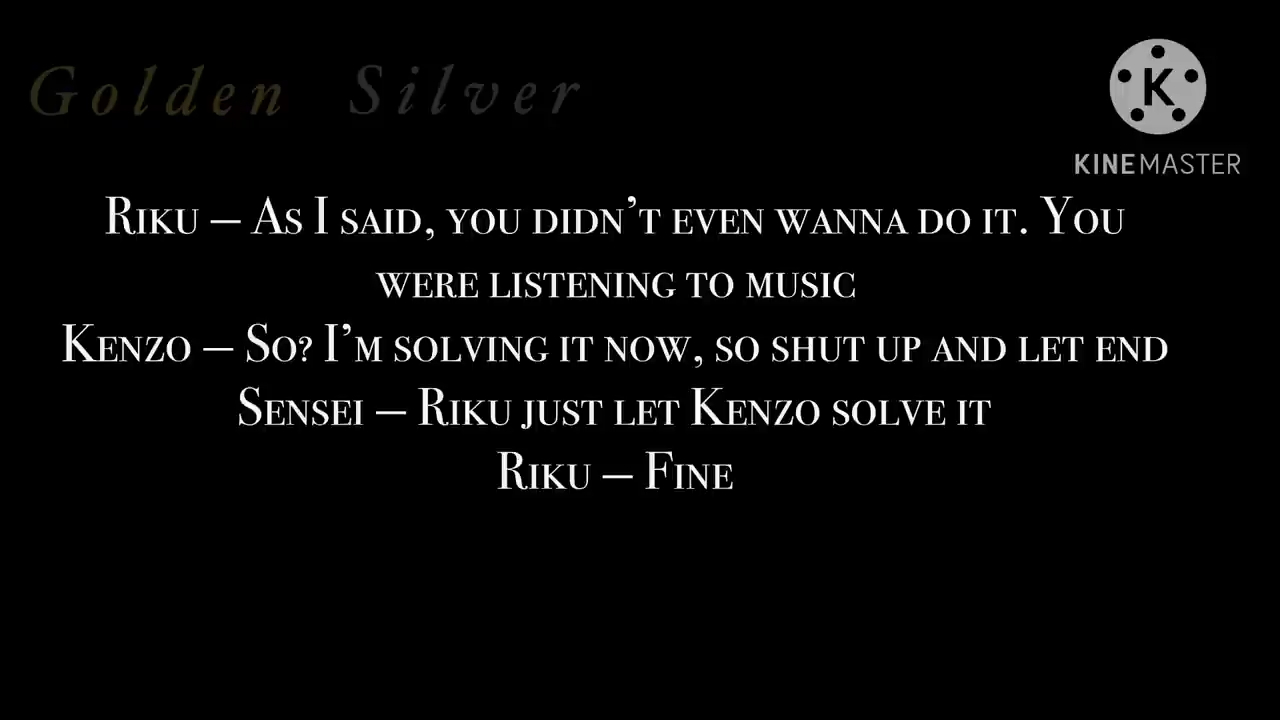 Golden Silver
K
KINEMASTER
Riku – As I said, you didn't even wanna do it. You
were listening to music
Kenzo – So? I'm solving it now, so shut up and let end
Sensei – Riku just let Kenzo solve it
Riku – Fine